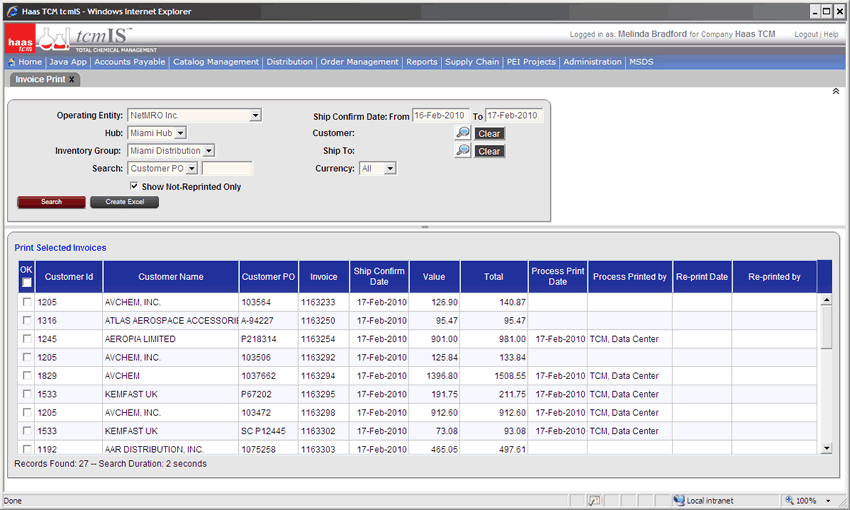 Haas TCM tcmIS - Windows Internet Explorer
haas tcm tcmIS™ TOTAL CHEMICAL MANAGEMENT
Logged in as: Melinda Bradford for Company Haas TCM Logout | Help
Home | Java App | Accounts Payable | Catalog Management | Distribution | Order Management | Reports | Supply Chain | PEI Projects | Administration | MSDS
Invoice Print X
Operating Entity: NetMRO Inc. Ship Confirm Date: From 16-Feb-2010 To 17-Feb-2010
Hub: Miami Hub Customer: Clear
Inventory Group: Miami Distribution Ship To: Clear
Search: Customer PO Currency: All
Show Not-Reprinted Only
Search Create Excel
Print Selected Invoices
OK Customer Id Customer Name Customer PO Invoice Ship Confirm Date Value Total Process Print Date Process Printed by Re-print Date Re-printed by
1205 AVCHEM, INC. 103564 1163233 17-Feb-2010 126.90 140.87
1316 ATLAS AEROSPACE ACCESSORIE A-94227 1163250 17-Feb-2010 95.47 95.47
1245 AEROPIA LIMITED P218314 1163254 17-Feb-2010 901.00 981.00 17-Feb-2010 TCM, Data Center
1205 AVCHEM, INC. 103506 1163292 17-Feb-2010 125.84 133.84
1829 AVCHEM 1037662 1163294 17-Feb-2010 1396.80 1508.55 17-Feb-2010 TCM, Data Center
1533 KEMFAST UK P67202 1163295 17-Feb-2010 191.75 211.75 17-Feb-2010 TCM, Data Center
1205 AVCHEM, INC. 103472 1163298 17-Feb-2010 912.60 912.60 17-Feb-2010 TCM, Data Center
1533 KEMFAST UK SC P12445 1163302 17-Feb-2010 73.08 93.08 17-Feb-2010 TCM, Data Center
1192 AAR DISTRIBUTION, INC. 1075258 1163303 17-Feb-2010 465.05 497.61
Records Found: 27 -- Search Duration: 2 seconds
Done Local intranet 100%